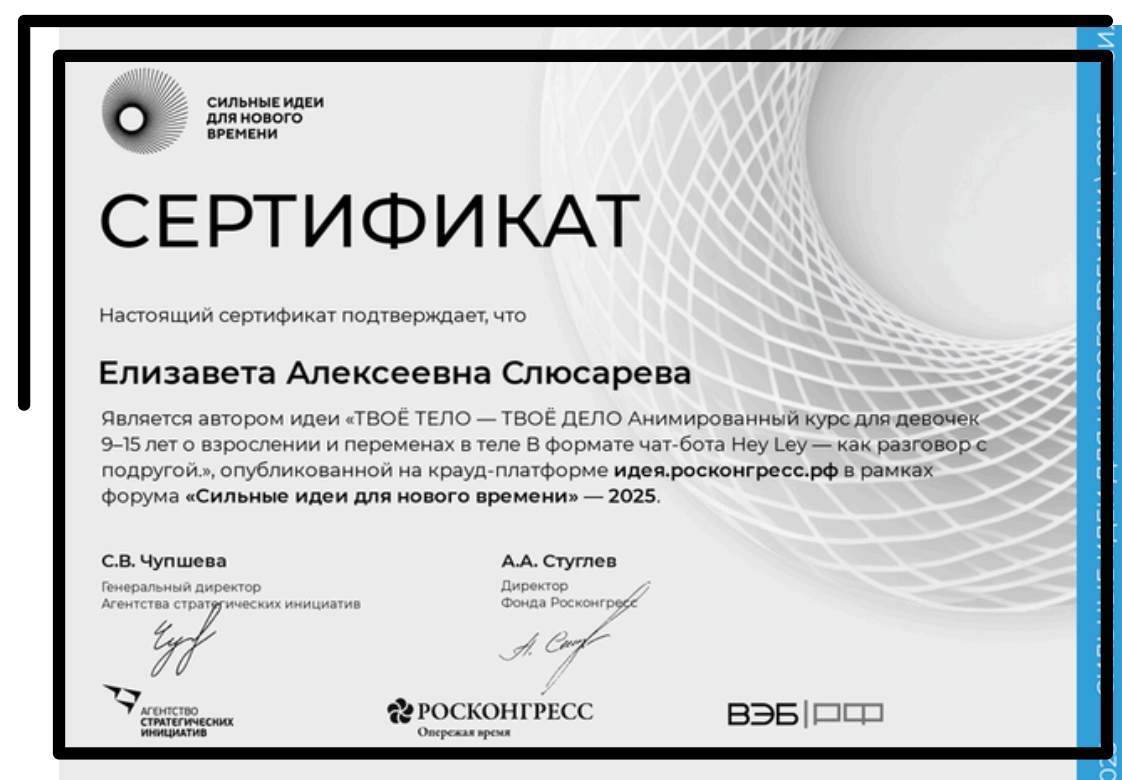 СИЛЬНЫЕ ИДЕИ
ДЛЯ НОВОГО
ВРЕМЕНИ
СЕРТИФИКАТ
Настоящий сертификат подтверждает, что
Елизавета Алексеевна Слюсарева
Является автором идеи «ТВОЁ ТЕЛО — ТВОЁ ДЕЛО Анимированный курс для девочек
9–15 лет о взрослении и переменах в теле В формате чат-бота Hey Ley — как разговор с
подругой.», опубликованной на крауд-платформе идея.росконгресс.рф в рамках
форума «Сильные идеи для нового времени» — 2025.
С.В. Чупшева
Генеральный директор
Агентства стратегических инициатив
А.А. Стуглев
Директор
Фонда Росконгресс
АГЕНТСТВО
СТРАТЕГИЧЕСКИХ
ИНИЦИАТИВ
РОСКОНГРЕСС
Опережая время
ВЭБ|РФ